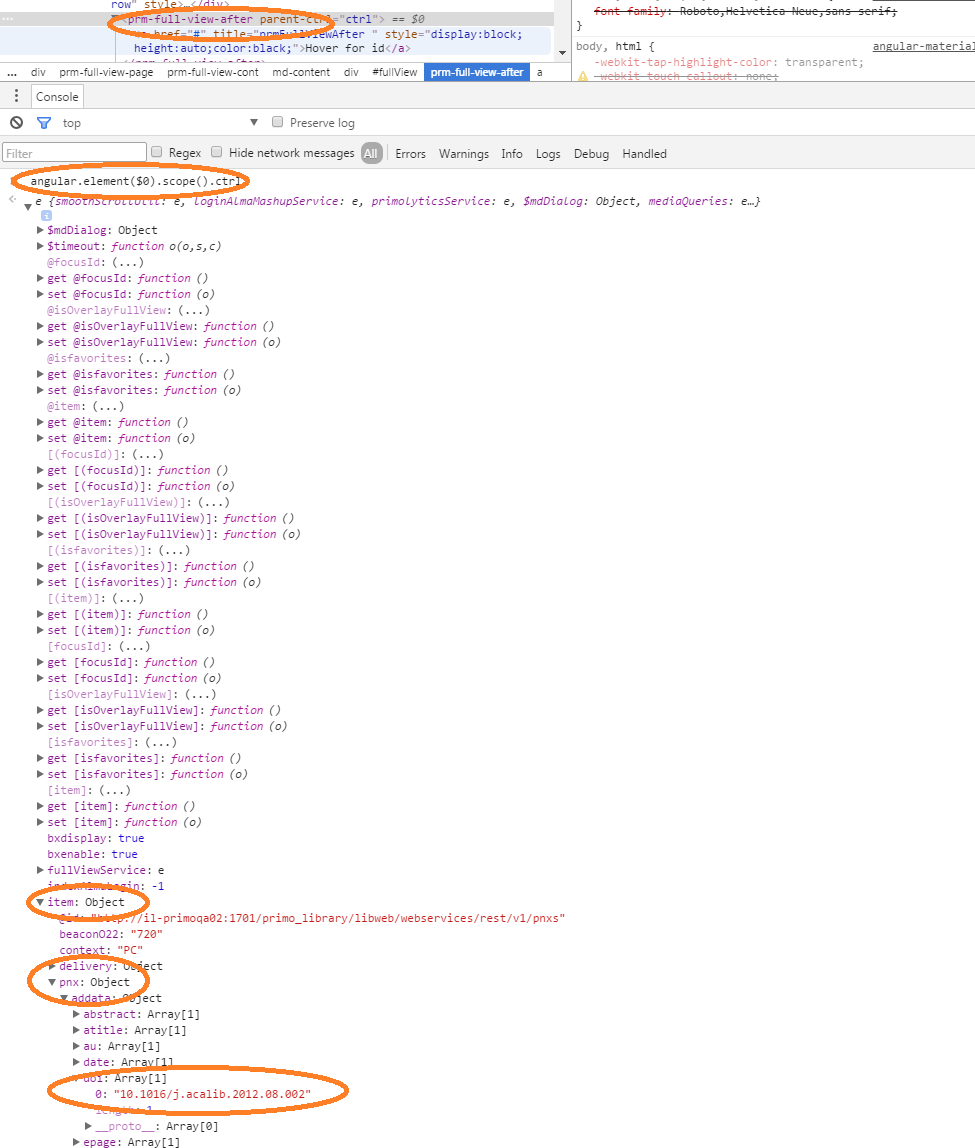 row" style>…</div>
<prm-full-view-after parent-ctrl="ctrl"> == $0
href="#" title="prmFullViewAfter " style="display:block;
height:auto;color:black;">Hover for id</a>
</prm-full-view-after>
font-family: Roboto,Helvetica Neue,sans-serif;
}
body, html {
angular-material
-webkit-tap-highlight-color: transparent;
-webkit-touch-callout: none;
... div prm-full-view-page prm-full-view-cont md-content div #fullView prm-full-view-after a
Console
top ▼ Preserve log
Filter Regex Hide network messages All Errors Warnings Info Logs Debug Handled
angular.element($0).scope().ctrl
e {smoothScrollUtil: e, loginAlmaMashupService: e, primolyticsService: e, $mdDialog: Object, mediaQueries: e…}
$mdDialog: Object
$timeout: function o(o,s,c)
@focusId: (...)
get @focusId: function ()
set @focusId: function (o)
@isOverlayFullView: (...)
get @isOverlayFullView: function ()
set @isOverlayFullView: function (o)
@isfavorites: (...)
get @isfavorites: function ()
set @isfavorites: function (o)
@item: (...)
get @item: function ()
set @item: function (o)
[(focusId)]: (...)
get [(focusId)]: function ()
set [(focusId)]: function (o)
[(isOverlayFullView)]: (...)
get [(isOverlayFullView)]: function ()
set [(isOverlayFullView)]: function (o)
[(isfavorites)]: (...)
get [(isfavorites)]: function ()
set [(isfavorites)]: function (o)
[(item)]: (...)
get [(item)]: function ()
set [(item)]: function (o)
[focusId]: (...)
get [focusId]: function ()
set [focusId]: function (o)
[isOverlayFullView]: (...)
get [isOverlayFullView]: function ()
set [isOverlayFullView]: function (o)
[isfavorites]: (...)
get [isfavorites]: function ()
set [isfavorites]: function (o)
[item]: (...)
get [item]: function ()
set [item]: function (o)
bxdisplay: true
bxenable: true
fullViewService: e
indexAlmaLogin: -1
item: Object
@id: "http://il-primoqa02:1701/primo_library/libweb/webservices/rest/v1/pnxs"
beaconO22: "720"
context: "PC"
delivery: Object
pnx: Object
addata: Object
abstract: Array[1]
atitle: Array[1]
au: Array[1]
date: Array[1]
doi: Array[1]
0: "10.1016/j.acalib.2012.08.002"
length: 1
__proto__: Array[0]
epage: Array[1]